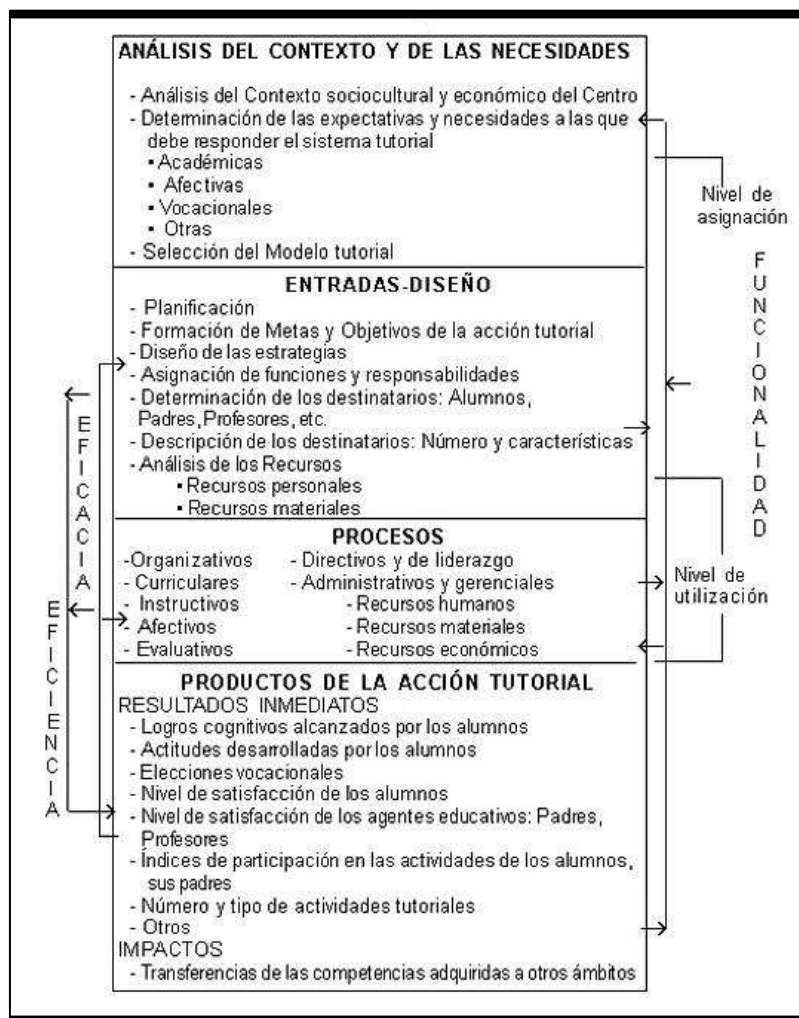 ANÁLISIS DEL CONTEXTO Y DE LAS NECESIDADES
- Análisis del Contexto sociocultural y económico del Centro
- Determinación de las expectativas y necesidades a las que
debe responder el sistema tutorial
▪ Académicas
▪ Afectivas
▪ Vocacionales
▪ Otras
- Selección del Modelo tutorial
ENTRADAS-DISEÑO
- Planificación
- Formación de Metas y Objetivos de la acción tutorial
- Diseño de las estrategias
- Asignación de funciones y responsabilidades
- Determinación de los destinatarios: Alumnos,
Padres, Profesores, etc.
- Descripción de los destinatarios: Número y características
- Análisis de los Recursos
▪ Recursos personales
▪ Recursos materiales
PROCESOS
-Organizativos - Directivos y de liderazgo
- Curriculares - Administrativos y gerenciales
- Instructivos - Recursos humanos
- Afectivos - Recursos materiales
- Evaluativos - Recursos económicos
PRODUCTOS DE LA ACCIÓN TUTORIAL
RESULTADOS INMEDIATOS
- Logros cognitivos alcanzados por los alumnos
- Actitudes desarrolladas por los alumnos
- Elecciones vocacionales
- Nivel de satisfacción de los alumnos
- Nivel de satisfacción de los agentes educativos: Padres,
Profesores
- Índices de participación en las actividades de los alumnos,
sus padres
- Número y tipo de actividades tutoriales
- Otros
IMPACTOS
- Transferencias de las competencias adquiridas a otros ámbitos
EFICACIA
EFICIENCIA
Nivel de
asignación
FUNCIONALIDAD
Nivel de
utilización